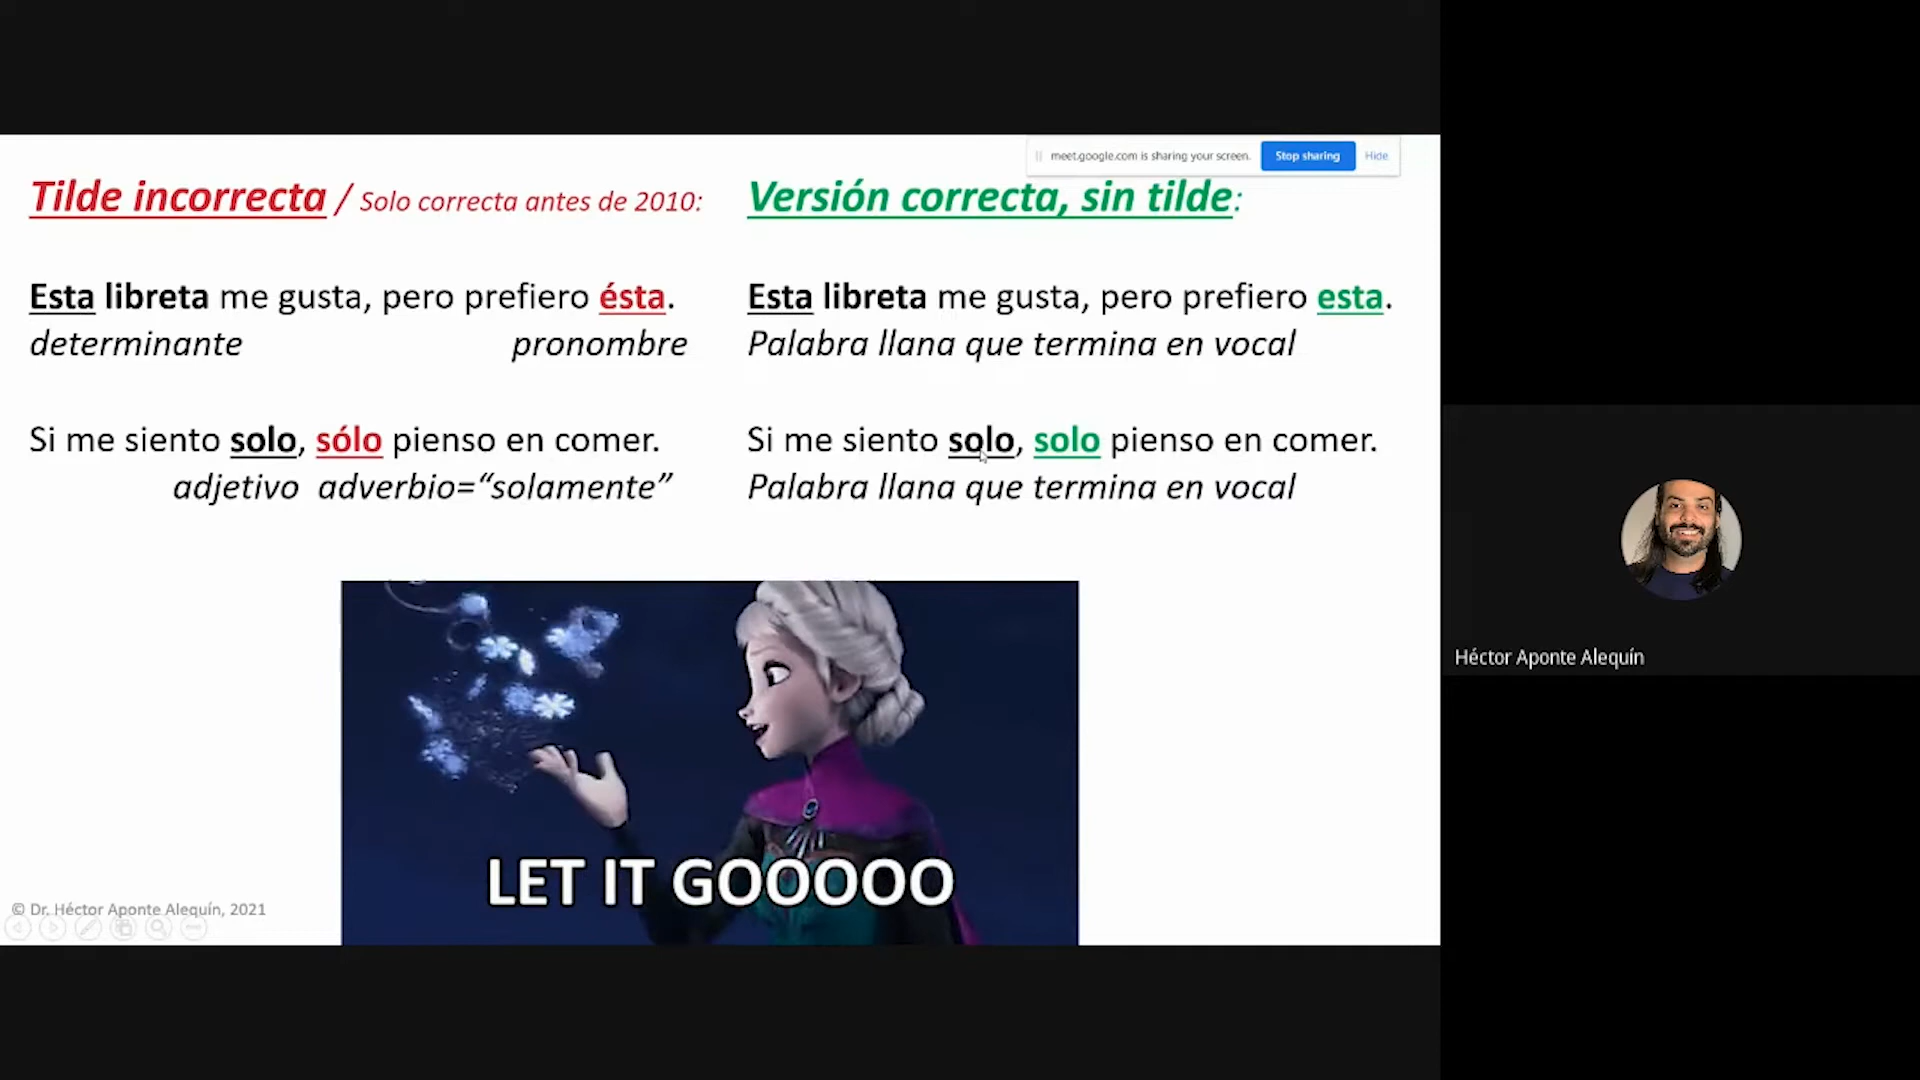 meet.google.com is sharing your screen. Stop sharing Hide
Tilde incorrecta / Solo correcta antes de 2010:
Esta libreta me gusta, pero prefiero ésta.
determinante pronombre
Si me siento solo, sólo pienso en comer.
adjetivo adverbio=“solamente”
Versión correcta, sin tilde:
Esta libreta me gusta, pero prefiero esta.
Palabra llana que termina en vocal
Si me siento solo, solo pienso en comer.
Palabra llana que termina en vocal
LET IT GOOOOO
© Dr. Héctor Aponte Alequín, 2021
Héctor Aponte Alequín